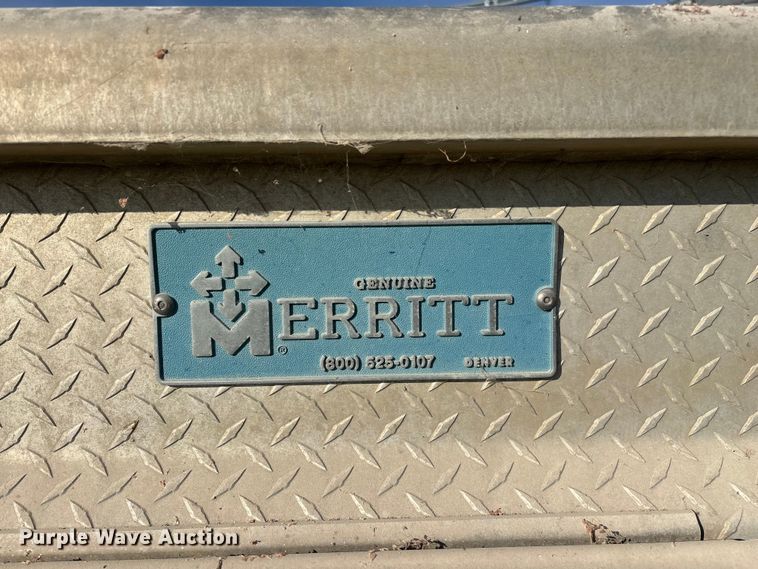 GENUINE
MERRITT®
(800) 525-0107 DENVER
Purple Wave Auction